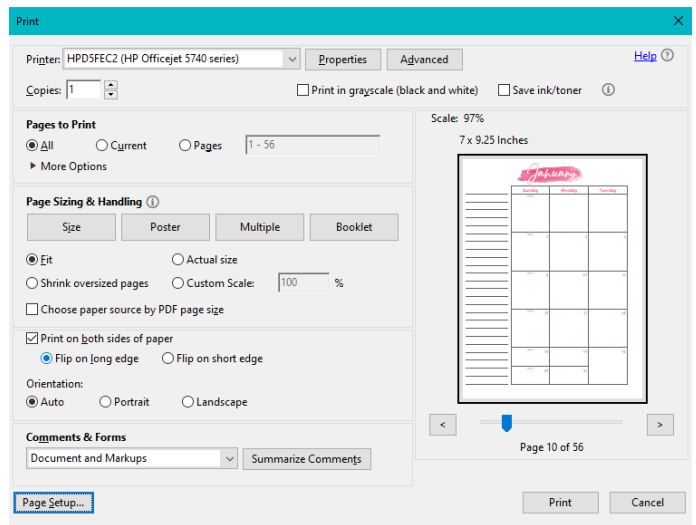 Print
Printer: HPD5FEC2 (HP Officejet 5740 series) Properties Advanced Help
Copies: 1 Print in grayscale (black and white) Save ink/toner
Pages to Print
All Current Pages 1 - 56
More Options
Page Sizing & Handling
Size Poster Multiple Booklet
Fit Actual size
Shrink oversized pages Custom Scale: 100 %
Choose paper source by PDF page size
Print on both sides of paper
Flip on long edge Flip on short edge
Orientation:
Auto Portrait Landscape
Comments & Forms
Document and Markups Summarize Comments
Scale: 97%
7 x 9.25 Inches
January
Sunday Monday Tuesday
< >
Page 10 of 56
Page Setup... Print Cancel